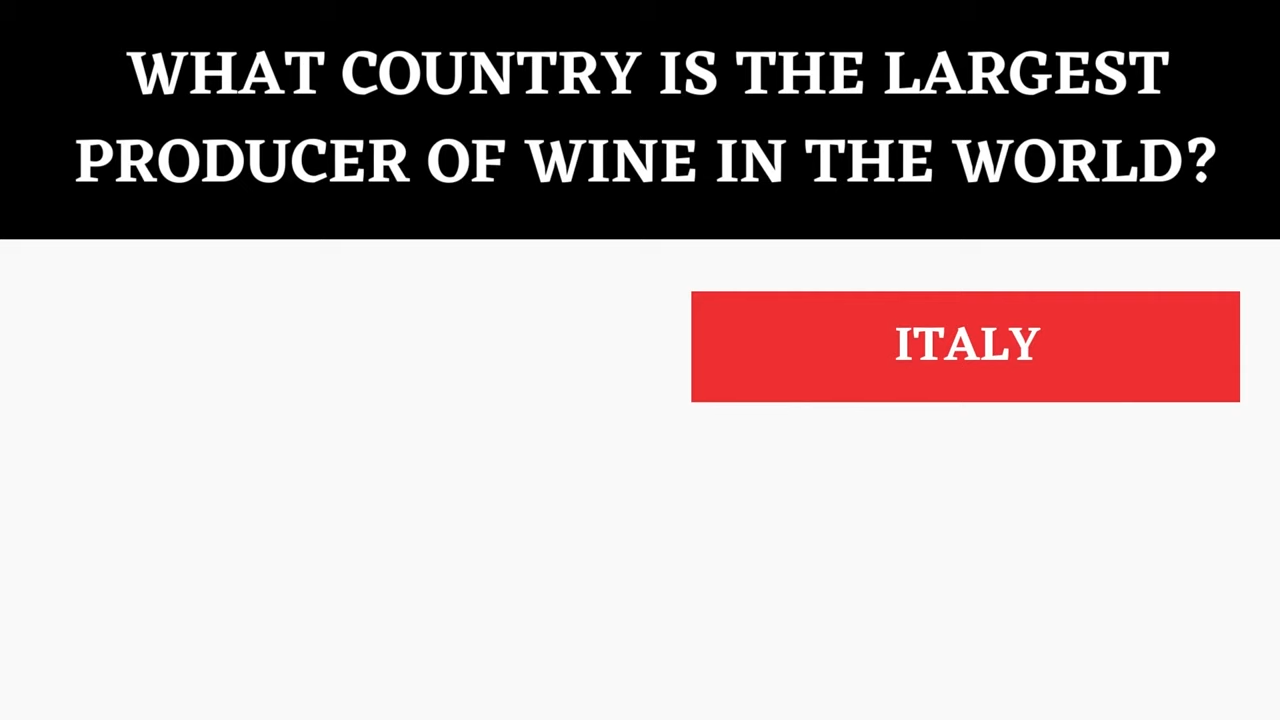 WHAT COUNTRY IS THE LARGEST
PRODUCER OF WINE IN THE WORLD?
ITALY